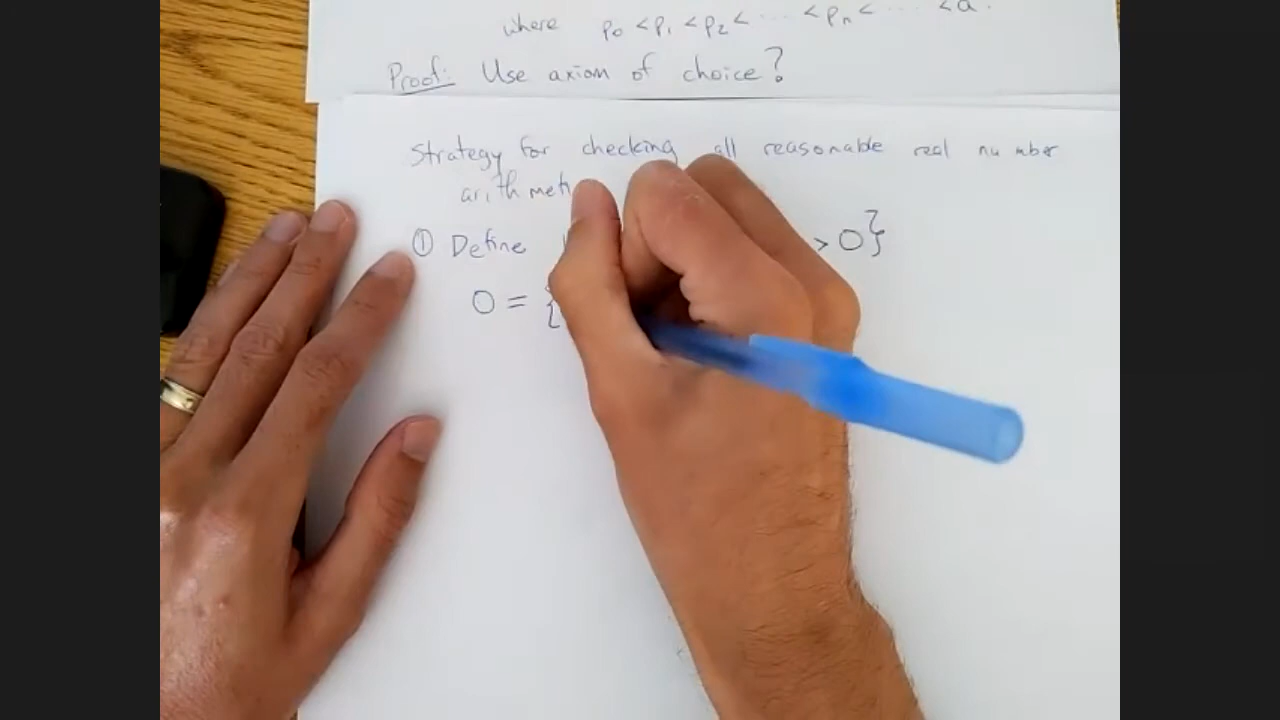 where p₀ < p₁ < p₂ < ... < pₙ < ... < a.
Proof: Use axiom of choice?
Strategy for checking all reasonable real number
arithmeti
① Define > 0}
0 = {